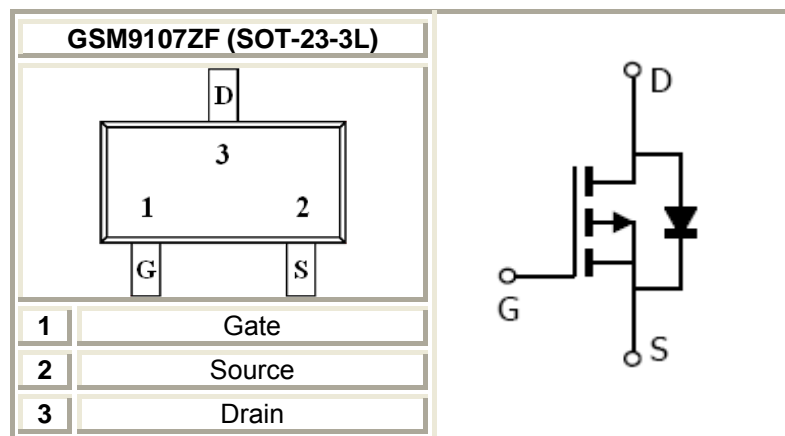 GSM9107ZF (SOT-23-3L)
D
3
1 2
G S
1 Gate
2 Source
3 Drain
D
G
S